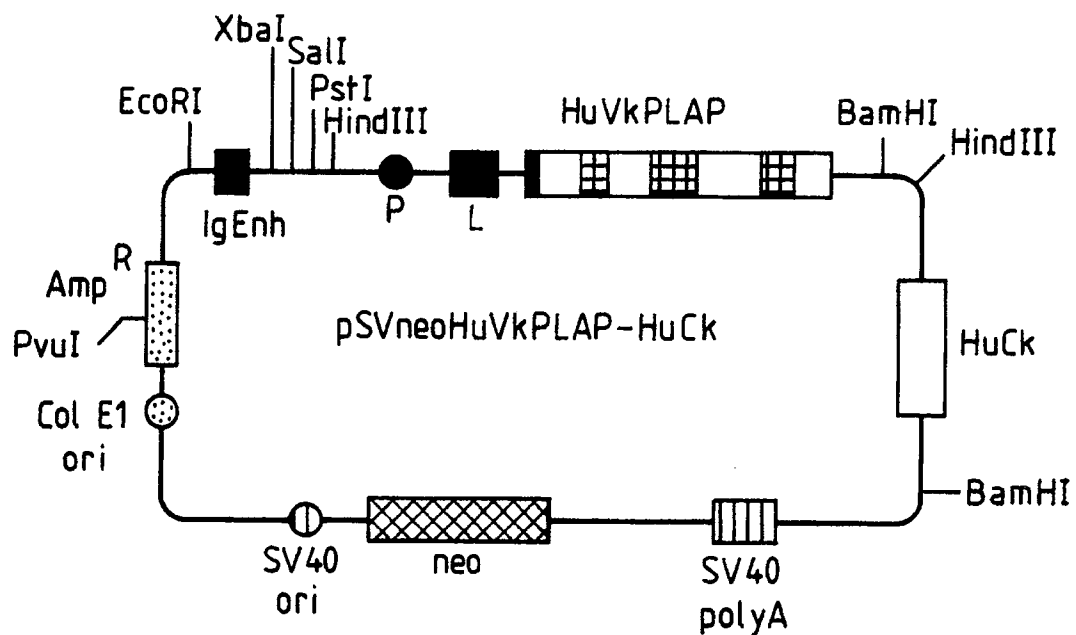 XbaI
SalI
PstI
HindIII
EcoRI
HuVkPLAP
BamHI
HindIII
IgEnh
P
L
Amp R
PvuI
pSVneoHuVkPLAP-HuCk
HuCk
Col E1
ori
BamHI
SV40
ori
neo
SV40
polyA